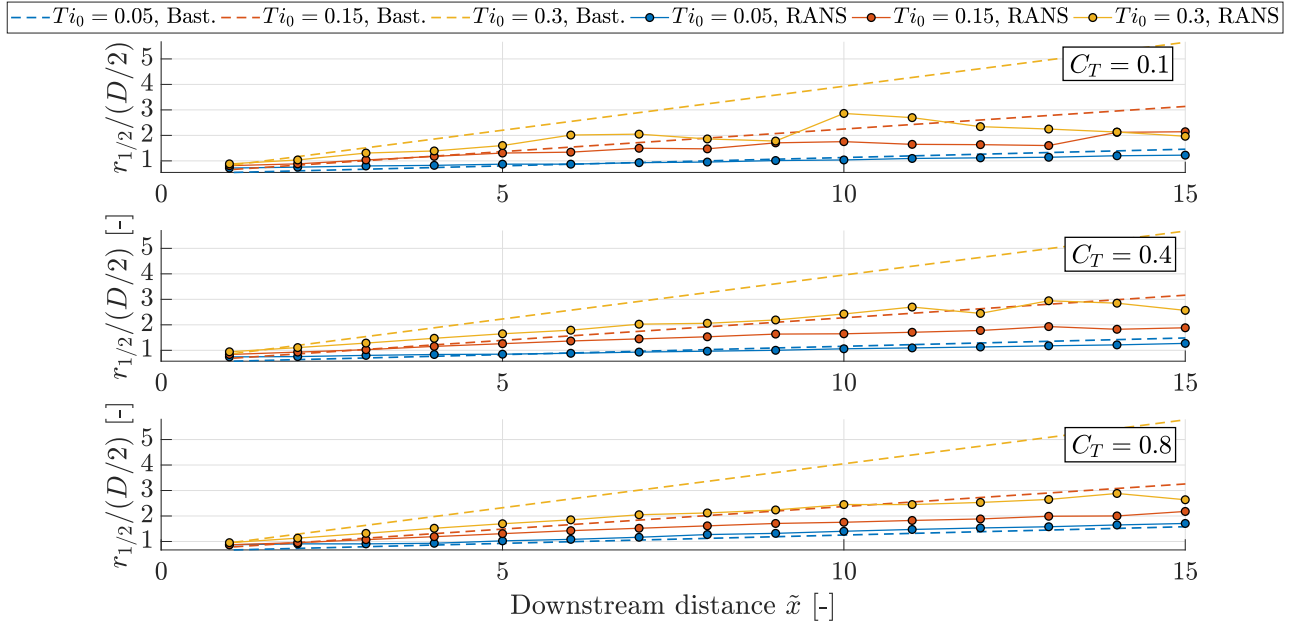 Ti₀ = 0.05, Bast. Ti₀ = 0.15, Bast. Ti₀ = 0.3, Bast. Ti₀ = 0.05, RANS Ti₀ = 0.15, RANS Ti₀ = 0.3, RANS
r₁/₂/(D/2)
5
4
3
2
1
C_T = 0.1
0 5 10 15
r₁/₂/(D/2) [-]
5
4
3
2
1
C_T = 0.4
0 5 10 15
r₁/₂/(D/2) [-]
5
4
3
2
1
C_T = 0.8
0 5 10 15
Downstream distance x̃ [-]